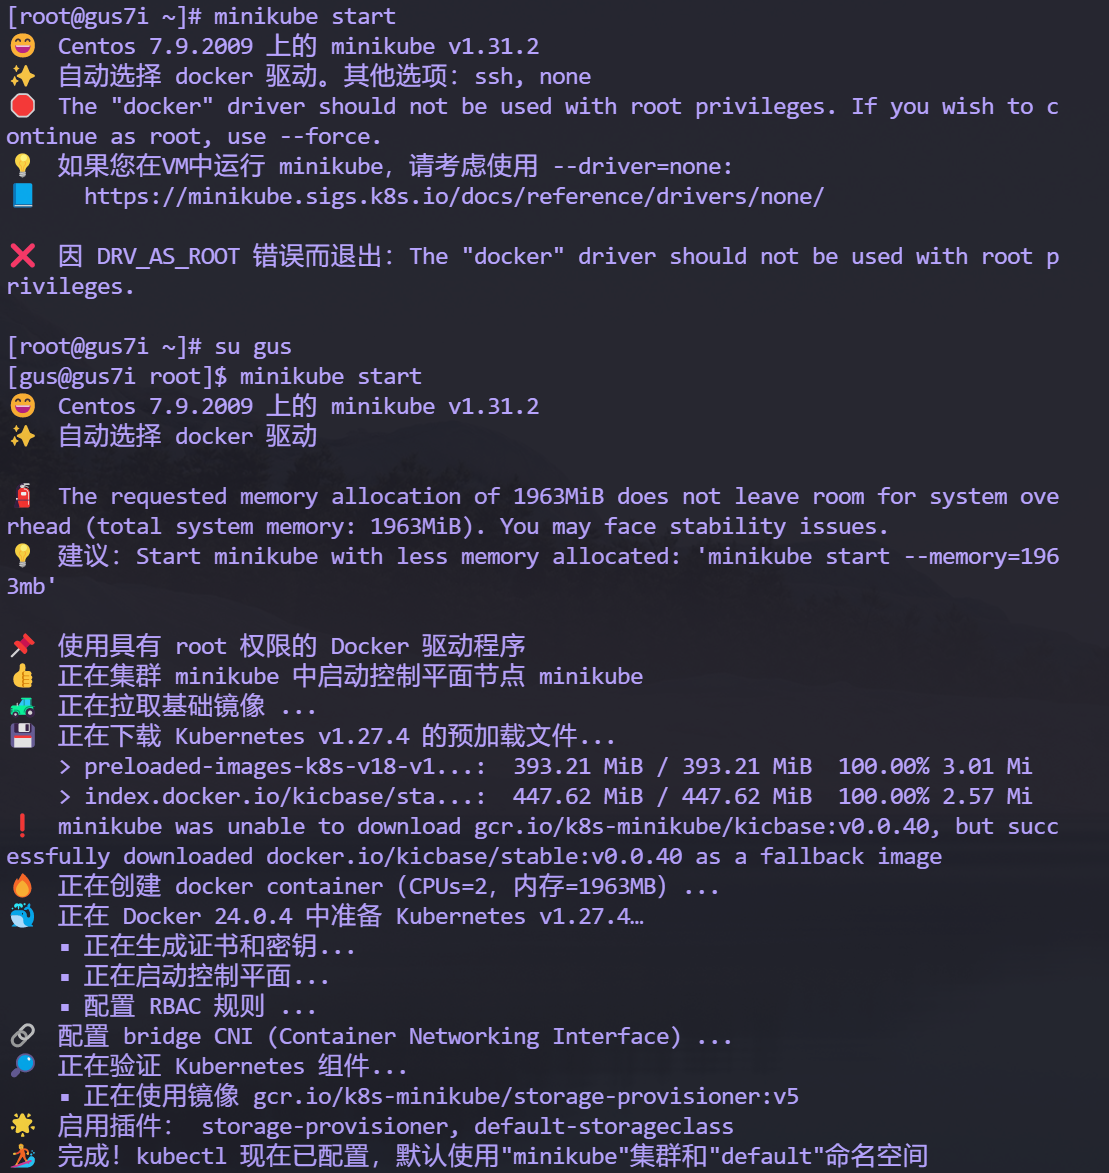 [root@gus7i ~]# minikube start
😄  Centos 7.9.2009 上的 minikube v1.31.2
✨  自动选择 docker 驱动。其他选项：ssh, none
🛑  The "docker" driver should not be used with root privileges. If you wish to c
ontinue as root, use --force.
💡  如果您在VM中运行 minikube，请考虑使用 --driver=none:
📘    https://minikube.sigs.k8s.io/docs/reference/drivers/none/
❌  因 DRV_AS_ROOT 错误而退出：The "docker" driver should not be used with root p
rivileges.
[root@gus7i ~]# su gus
[gus@gus7i root]$ minikube start
😄  Centos 7.9.2009 上的 minikube v1.31.2
✨  自动选择 docker 驱动
🧯  The requested memory allocation of 1963MiB does not leave room for system ove
rhead (total system memory: 1963MiB). You may face stability issues.
💡  建议：Start minikube with less memory allocated: 'minikube start --memory=196
3mb'
📌  使用具有 root 权限的 Docker 驱动程序
👍  正在集群 minikube 中启动控制平面节点 minikube
🚜  正在拉取基础镜像 ...
💾  正在下载 Kubernetes v1.27.4 的预加载文件...
> preloaded-images-k8s-v18-v1...:  393.21 MiB / 393.21 MiB  100.00% 3.01 Mi
> index.docker.io/kicbase/sta...:  447.62 MiB / 447.62 MiB  100.00% 2.57 Mi
❗  minikube was unable to download gcr.io/k8s-minikube/kicbase:v0.0.40, but succ
essfully downloaded docker.io/kicbase/stable:v0.0.40 as a fallback image
🔥  正在创建 docker container（CPUs=2，内存=1963MB）...
🐳  正在 Docker 24.0.4 中准备 Kubernetes v1.27.4…
▪ 正在生成证书和密钥...
▪ 正在启动控制平面...
▪ 配置 RBAC 规则 ...
🔗  配置 bridge CNI (Container Networking Interface) ...
🔎  正在验证 Kubernetes 组件...
▪ 正在使用镜像 gcr.io/k8s-minikube/storage-provisioner:v5
🌟  启用插件： storage-provisioner, default-storageclass
🏄  完成！kubectl 现在已配置，默认使用"minikube"集群和"default"命名空间